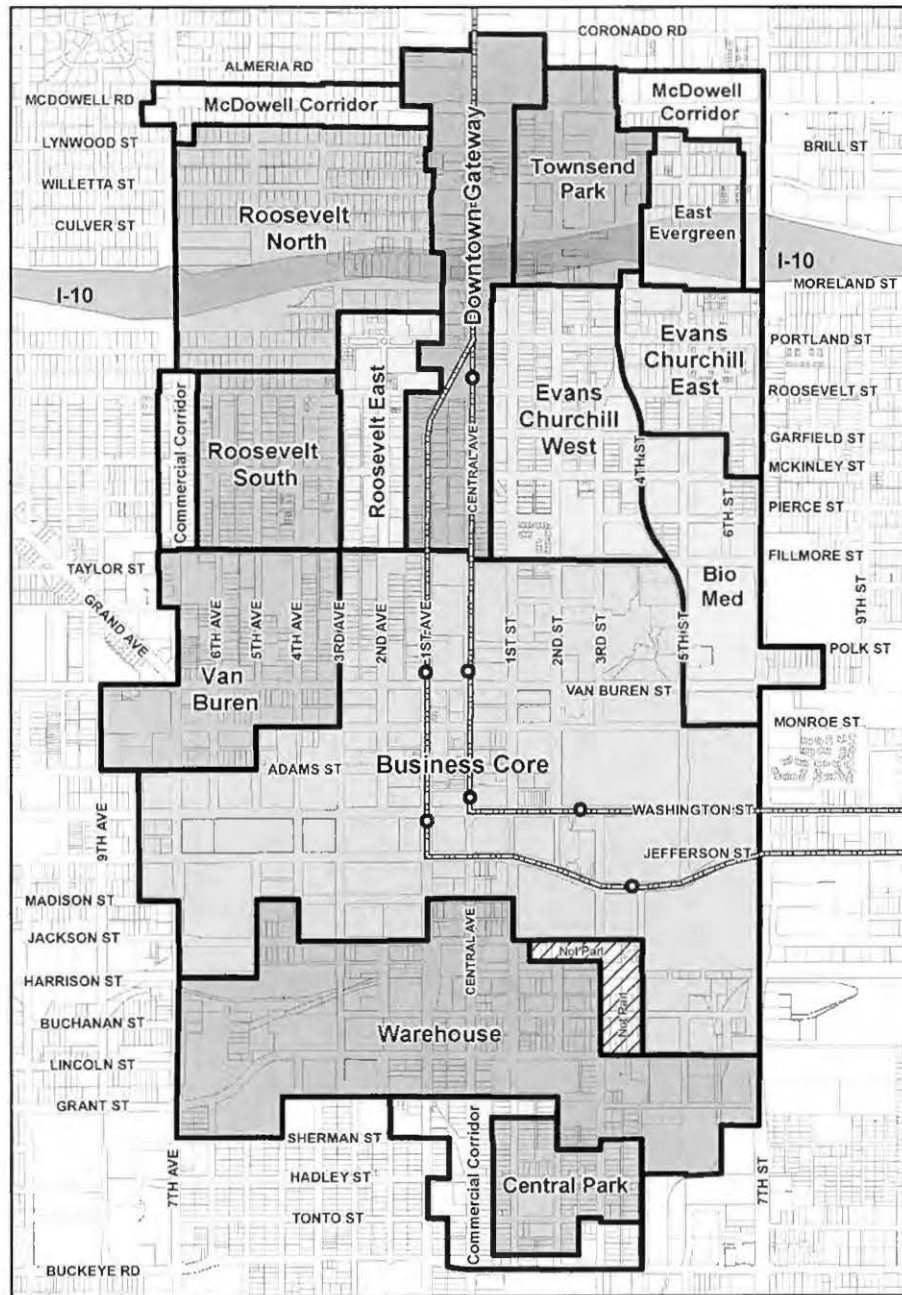 CORONADO RD
ALMERIA RD
MCDOWELL RD
McDowell Corridor
McDowell
Corridor
LYNWOOD ST
BRILL ST
WILLETTA ST
CULVER ST
Townsend
Park
Downtown Gateway
Roosevelt
North
East
Evergreen
I-10
I-10
MORELAND ST
PORTLAND ST
ROOSEVELT ST
GARFIELD ST
MCKINLEY ST
PIERCE ST
FILLMORE ST
9TH ST
Evans
Churchill
East
Evans
Churchill
West
Commercial Corridor
Roosevelt
South
Roosevelt East
CENTRAL AVE
4TH ST
6TH ST
Bio
Med
TAYLOR ST
GRAND AVE
6TH AVE
5TH AVE
4TH AVE
3RD AVE
2ND AVE
1ST AVE
1ST ST
2ND ST
3RD ST
5TH ST
POLK ST
Van
Buren
VAN BUREN ST
MONROE ST
ADAMS ST
Business Core
9TH AVE
WASHINGTON ST
JEFFERSON ST
MADISON ST
JACKSON ST
HARRISON ST
BUCHANAN ST
LINCOLN ST
GRANT ST
CENTRAL AVE
Not Part
Not Part
Warehouse
7TH AVE
SHERMAN ST
HADLEY ST
TONTO ST
Commercial Corridor
Central Park
7TH ST
BUCKEYE RD